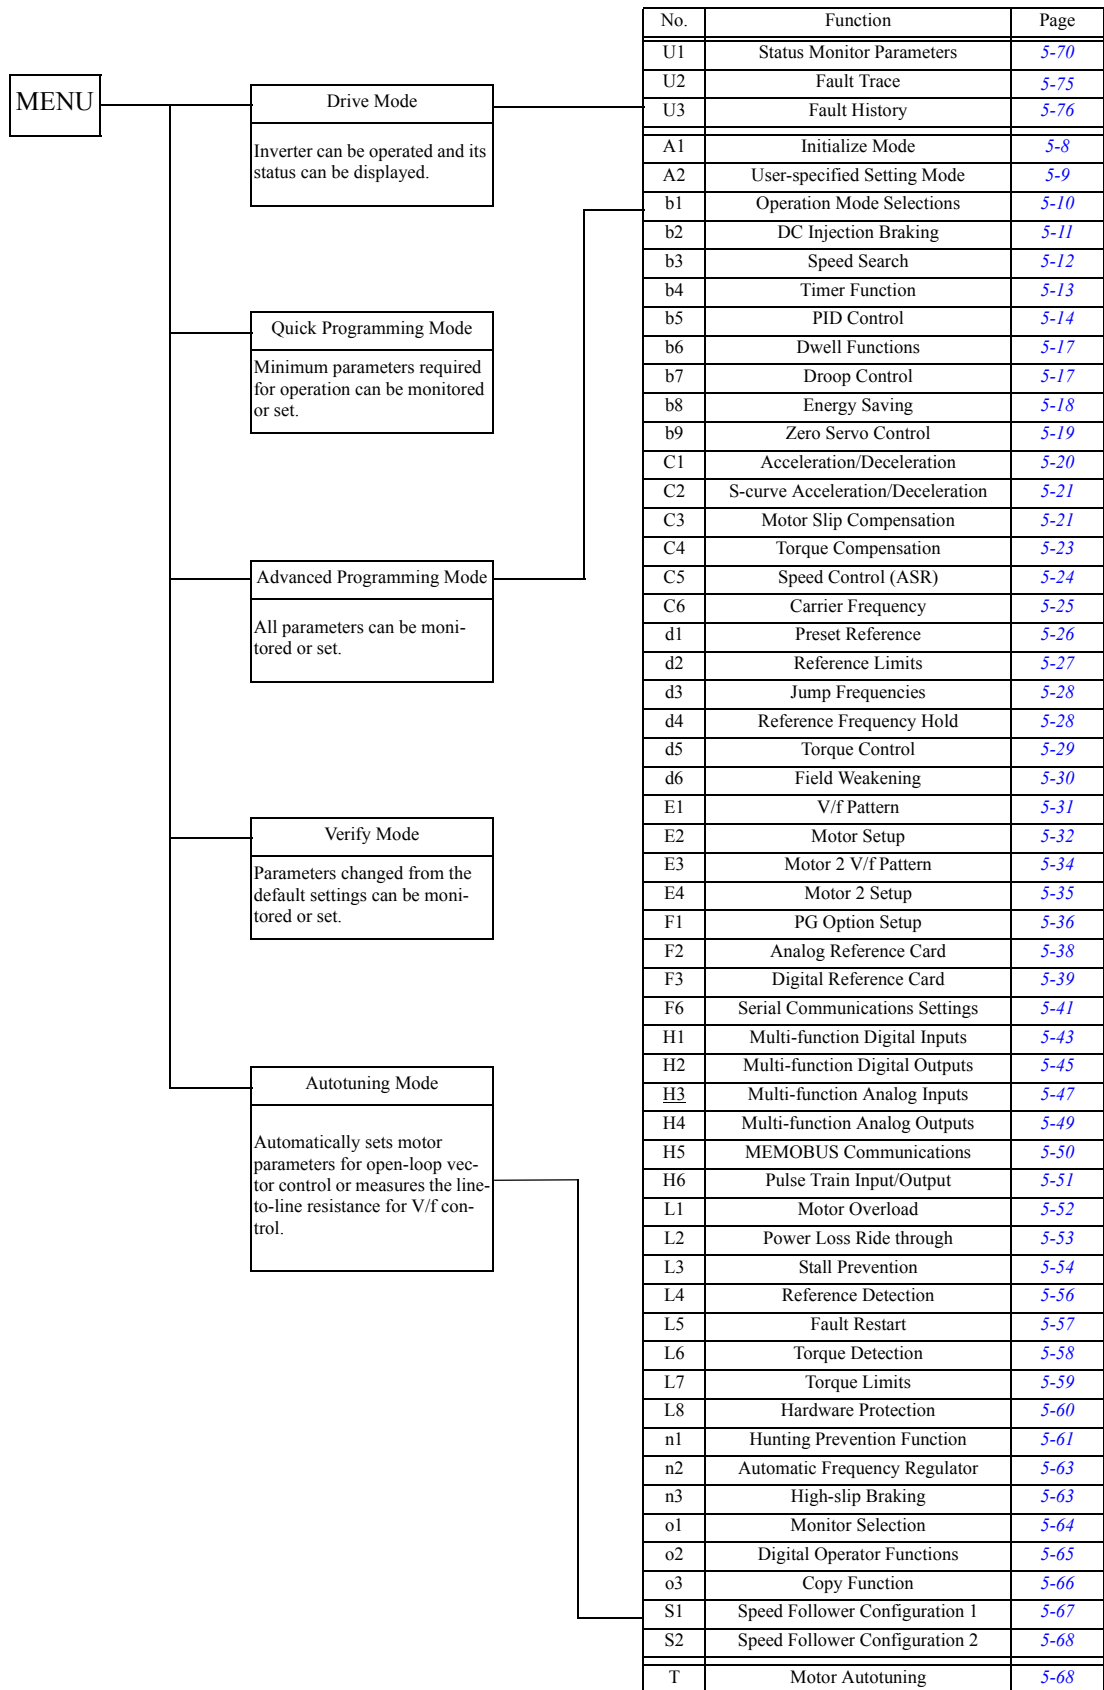 MENU
Drive Mode
Inverter can be operated and its
status can be displayed.
Quick Programming Mode
Minimum parameters required
for operation can be monitored
or set.
Advanced Programming Mode
All parameters can be moni-
tored or set.
Verify Mode
Parameters changed from the
default settings can be moni-
tored or set.
Autotuning Mode
Automatically sets motor
parameters for open-loop vec-
tor control or measures the line-
to-line resistance for V/f con-
trol.
No. Function Page
U1 Status Monitor Parameters 5-70
U2 Fault Trace 5-75
U3 Fault History 5-76
A1 Initialize Mode 5-8
A2 User-specified Setting Mode 5-9
b1 Operation Mode Selections 5-10
b2 DC Injection Braking 5-11
b3 Speed Search 5-12
b4 Timer Function 5-13
b5 PID Control 5-14
b6 Dwell Functions 5-17
b7 Droop Control 5-17
b8 Energy Saving 5-18
b9 Zero Servo Control 5-19
C1 Acceleration/Deceleration 5-20
C2 S-curve Acceleration/Deceleration 5-21
C3 Motor Slip Compensation 5-21
C4 Torque Compensation 5-23
C5 Speed Control (ASR) 5-24
C6 Carrier Frequency 5-25
d1 Preset Reference 5-26
d2 Reference Limits 5-27
d3 Jump Frequencies 5-28
d4 Reference Frequency Hold 5-28
d5 Torque Control 5-29
d6 Field Weakening 5-30
E1 V/f Pattern 5-31
E2 Motor Setup 5-32
E3 Motor 2 V/f Pattern 5-34
E4 Motor 2 Setup 5-35
F1 PG Option Setup 5-36
F2 Analog Reference Card 5-38
F3 Digital Reference Card 5-39
F6 Serial Communications Settings 5-41
H1 Multi-function Digital Inputs 5-43
H2 Multi-function Digital Outputs 5-45
H3 Multi-function Analog Inputs 5-47
H4 Multi-function Analog Outputs 5-49
H5 MEMOBUS Communications 5-50
H6 Pulse Train Input/Output 5-51
L1 Motor Overload 5-52
L2 Power Loss Ride through 5-53
L3 Stall Prevention 5-54
L4 Reference Detection 5-56
L5 Fault Restart 5-57
L6 Torque Detection 5-58
L7 Torque Limits 5-59
L8 Hardware Protection 5-60
n1 Hunting Prevention Function 5-61
n2 Automatic Frequency Regulator 5-63
n3 High-slip Braking 5-63
o1 Monitor Selection 5-64
o2 Digital Operator Functions 5-65
o3 Copy Function 5-66
S1 Speed Follower Configuration 1 5-67
S2 Speed Follower Configuration 2 5-68
T Motor Autotuning 5-68